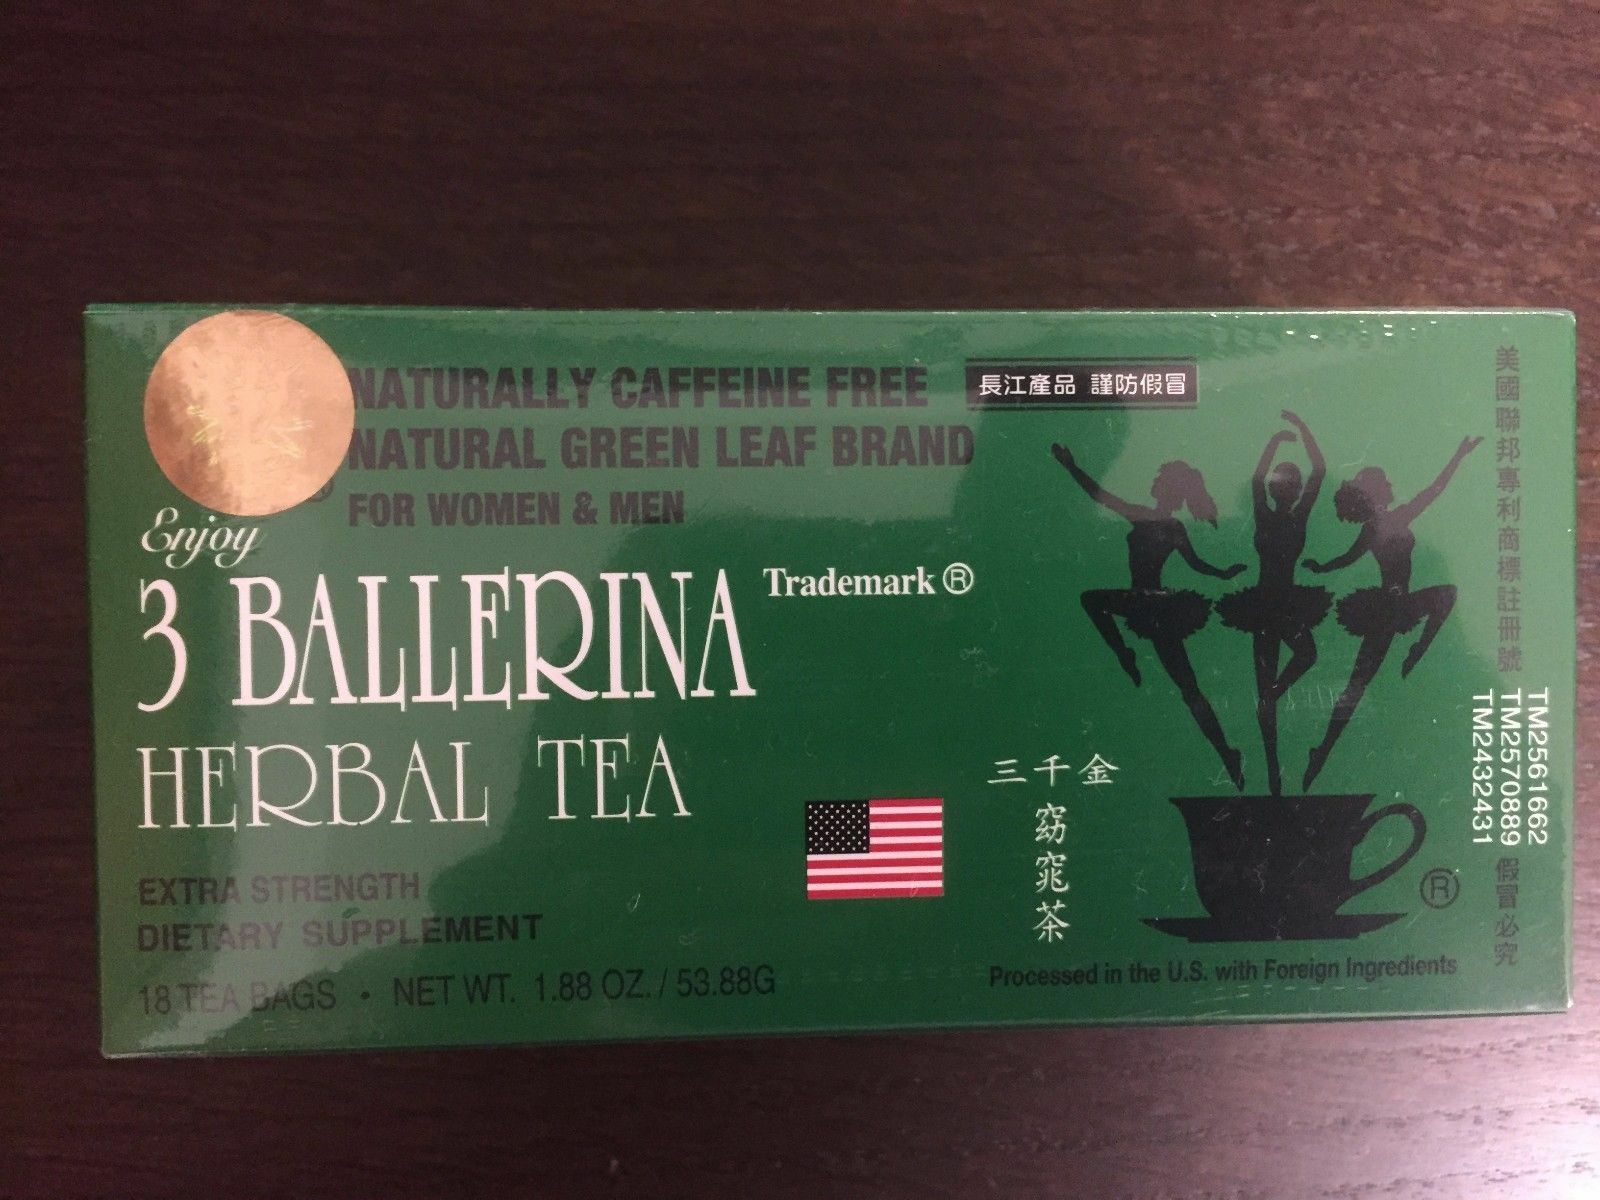 NATURALLY CAFFEINE FREE
NATURAL GREEN LEAF BRAND
FOR WOMEN & MEN
長江產品 謹防假冒
Enjoy
3 BALLERINA Trademark ®
HERBAL TEA
EXTRA STRENGTH
DIETARY SUPPLEMENT
18 TEA BAGS • NET WT. 1.88 OZ. / 53.88G
三千金
窈窕茶
®
Processed in the U.S. with Foreign Ingredients
美國聯邦專利商標註冊號
TM2561662
TM2570889
TM2432431
假冒必究